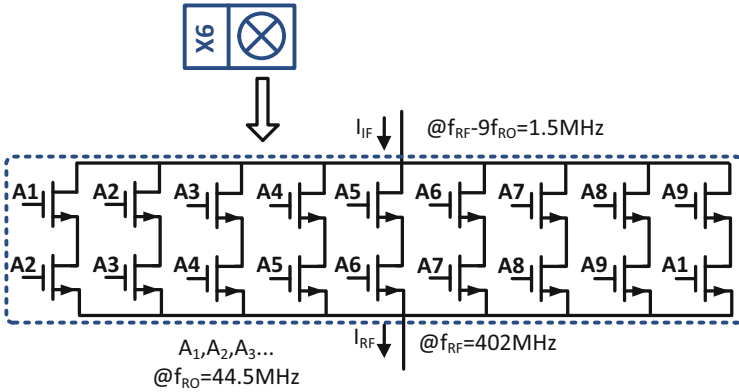 9X
I_IF
@f_RF-9f_RO=1.5MHz
A1 A2 A3 A4 A5 A6 A7 A8 A9
A2 A3 A4 A5 A6 A7 A8 A9 A1
I_RF
@f_RF=402MHz
A₁,A₂,A₃...
@f_RO=44.5MHz